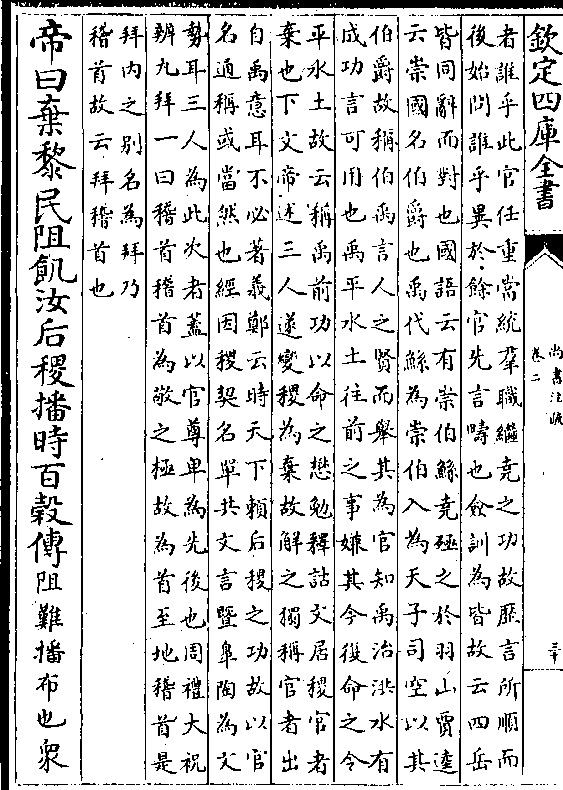 欽定四庫全書
尚書注疏
卷二
三十
者誰乎此官任重當統羣職繼堯之功故歴言所順而
後始問誰乎異於餘官先言疇也僉訓為皆故云四岳
皆同辭而對也國語云有崇伯鯀堯殛之於羽山賈逵
云崇國名伯爵也禹代鯀為崇伯入為天子司空以其
伯爵故稱伯禹言人之賢而舉其為官知禹治洪水有
成功言可用也禹平水土往前之事嫌其今復命之令
平水土故云稱禹前功以命之懋勉釋詁文居稷官者
棄也下文帝述三人遂變稷為棄故解之獨稱官者出
自禹意耳不必著義鄭云時天下頼后稷之功故以官
名通稱或當然也經因稷契名單共文言暨臯陶為文
勢耳三人為此次者蓋以官尊卑為先後也周禮大祝
辨九拜一曰稽首稽首為敬之極故為首至地稽首是
拜内之别名為拜乃
稽首故云拜稽首也
帝曰棄黎民阻飢汝后稷播時百穀傳阻難播布也衆